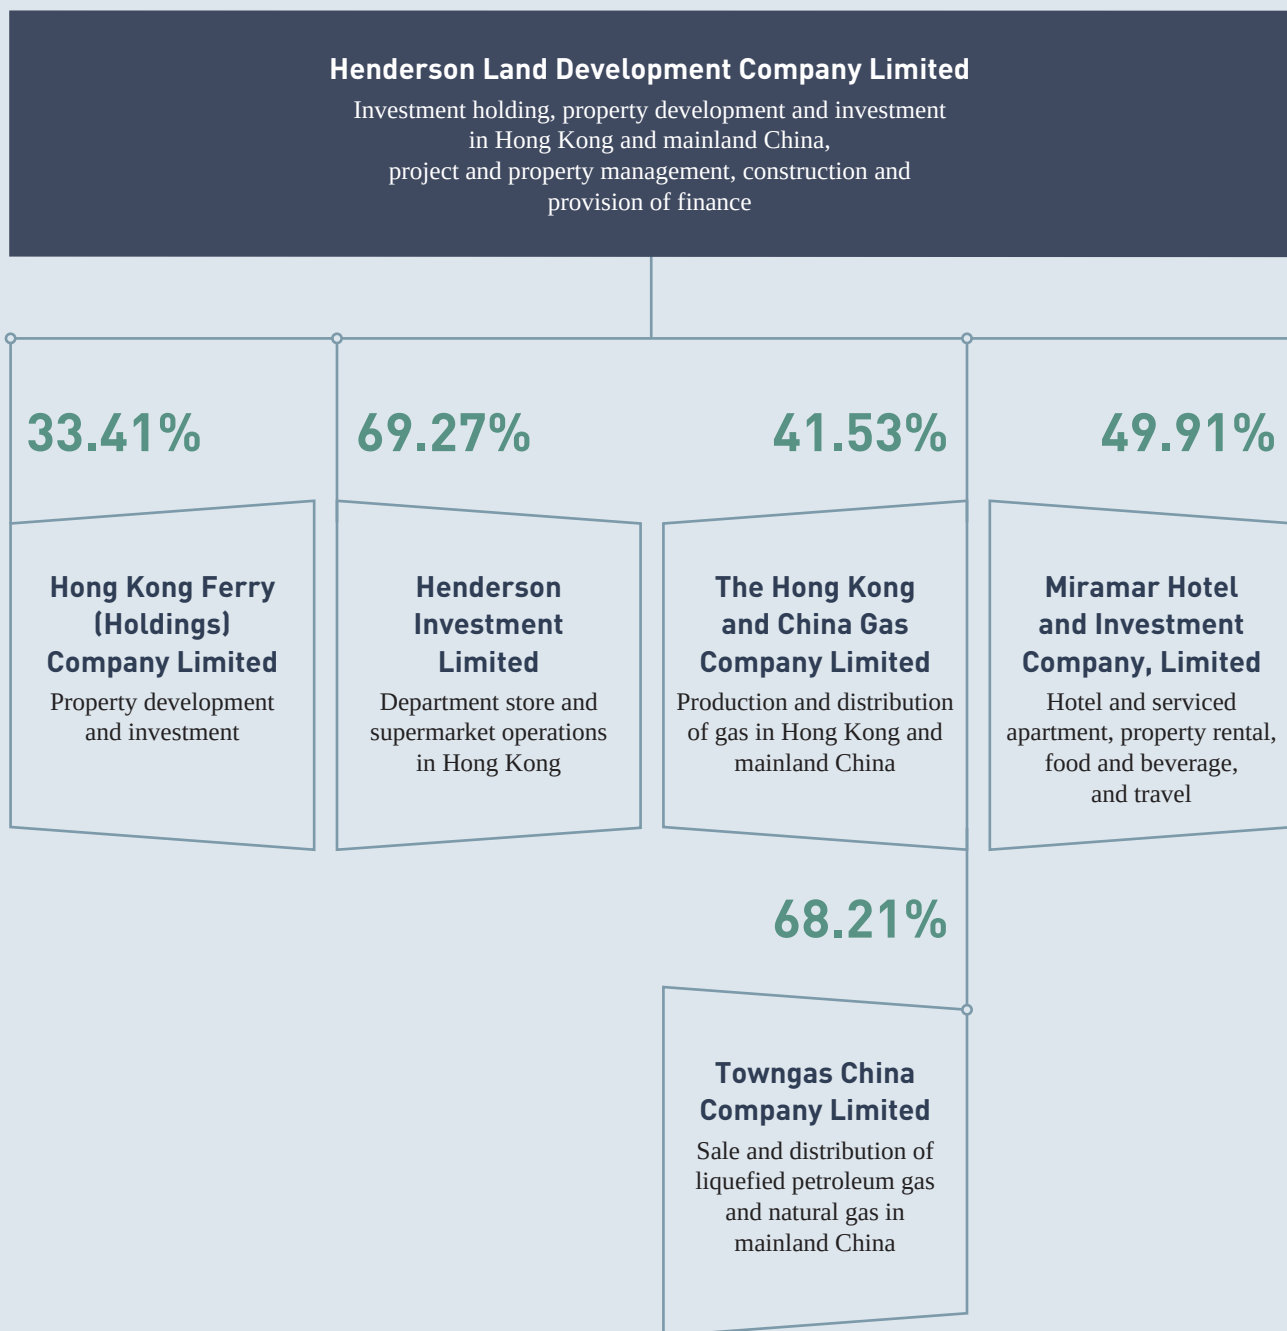 Henderson Land Development Company Limited
Investment holding, property development and investment
in Hong Kong and mainland China,
project and property management, construction and
provision of finance
33.41%
69.27%
41.53%
49.91%
Hong Kong Ferry
(Holdings)
Company Limited
Property development
and investment
Henderson
Investment
Limited
Department store and
supermarket operations
in Hong Kong
The Hong Kong
and China Gas
Company Limited
Production and distribution
of gas in Hong Kong and
mainland China
Miramar Hotel
and Investment
Company, Limited
Hotel and serviced
apartment, property rental,
food and beverage,
and travel
68.21%
Towngas China
Company Limited
Sale and distribution of
liquefied petroleum gas
and natural gas in
mainland China